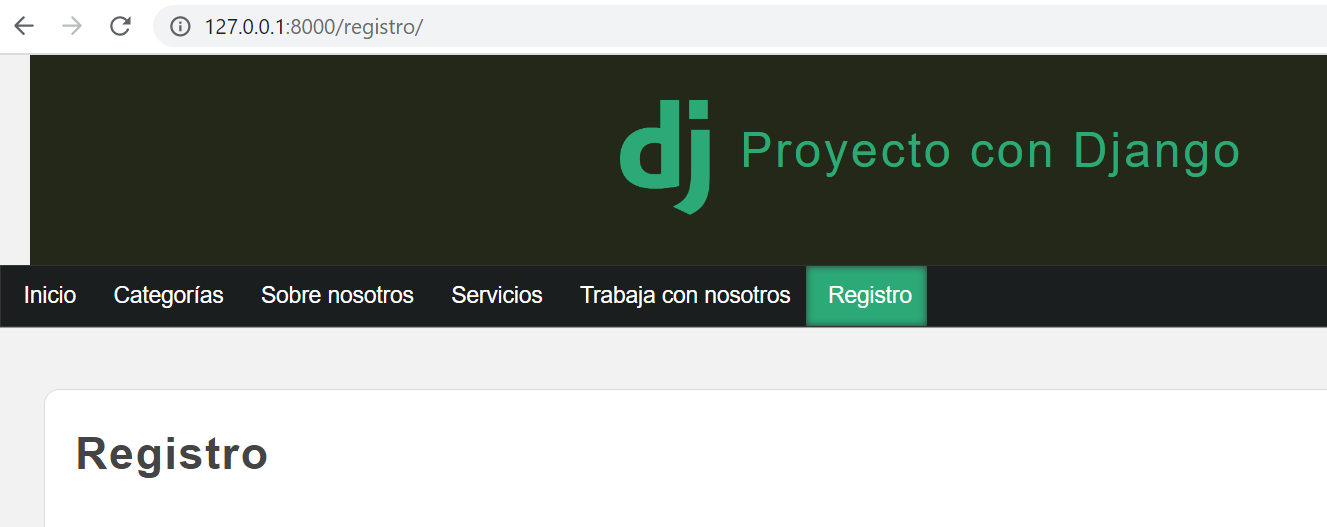 127.0.0.1:8000/registro/
dj Proyecto con Django
Inicio Categorías Sobre nosotros Servicios Trabaja con nosotros Registro
Registro